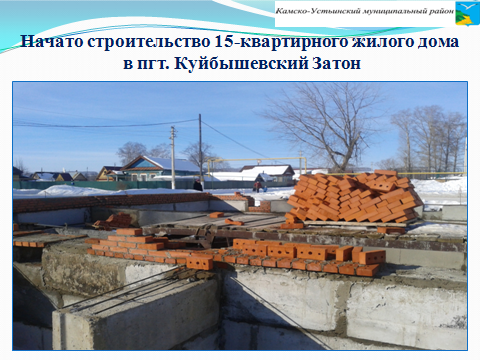 Камско-Устьинский муниципальный район
Начато строительство 15-квартирного жилого дома
в пгт. Куйбышевский Затон